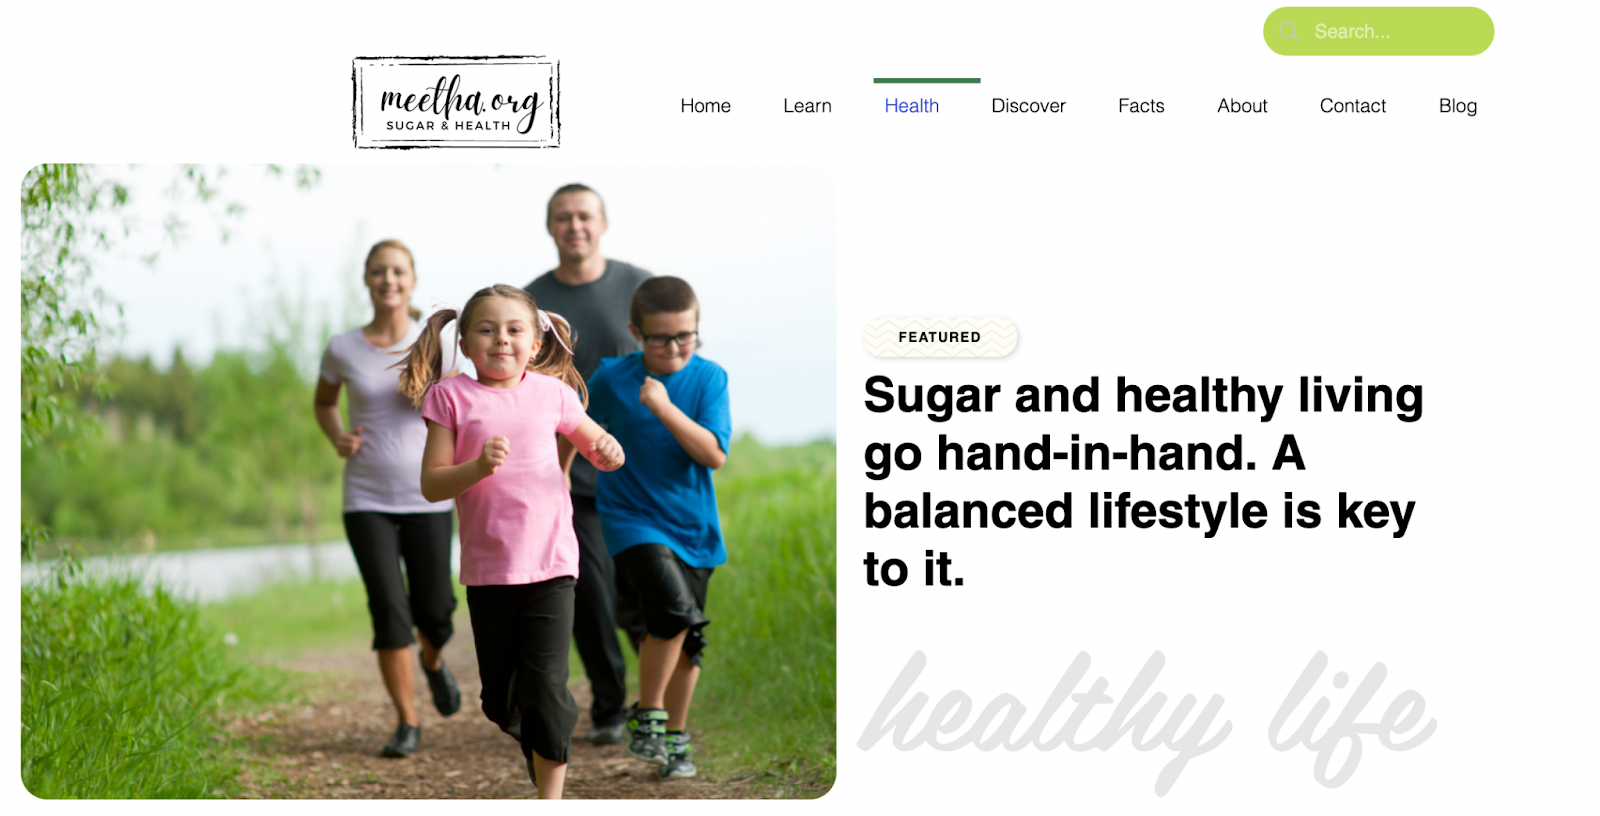 Search...
meetha.org
SUGAR & HEALTH
Home Learn Health Discover Facts About Contact Blog
FEATURED
Sugar and healthy living
go hand-in-hand. A
balanced lifestyle is key
to it.
healthy life